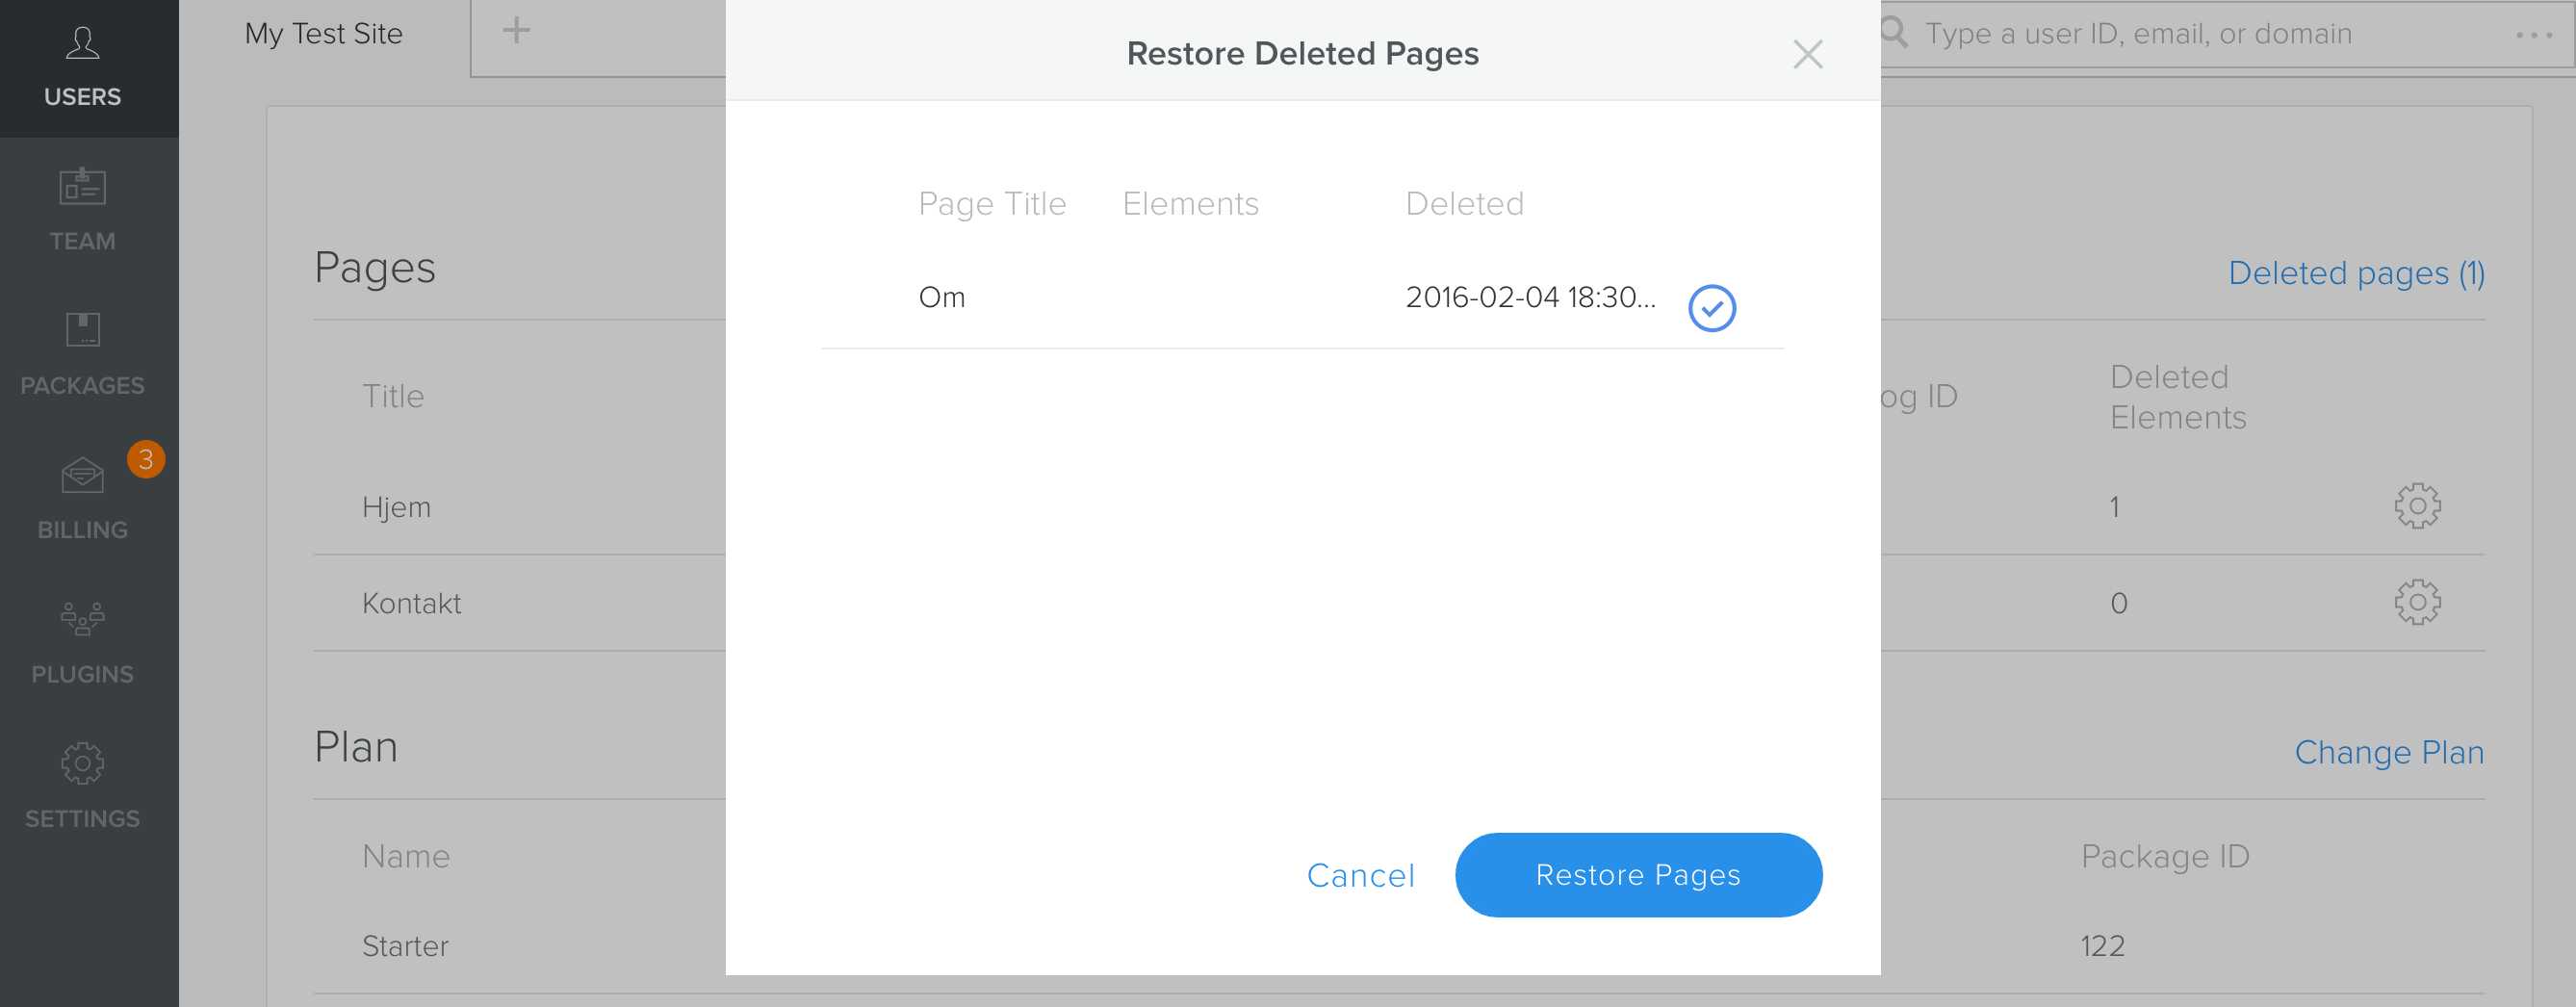 USERS
TEAM
PACKAGES
3
BILLING
PLUGINS
SETTINGS
My Test Site
Type a user ID, email, or domain
Restore Deleted Pages
Page Title Elements Deleted
Om 2016-02-04 18:30...
Cancel Restore Pages
Pages Deleted pages (1)
Title og ID Deleted
Elements
Hjem 1
Kontakt 0
Plan Change Plan
Name Package ID
Starter 122